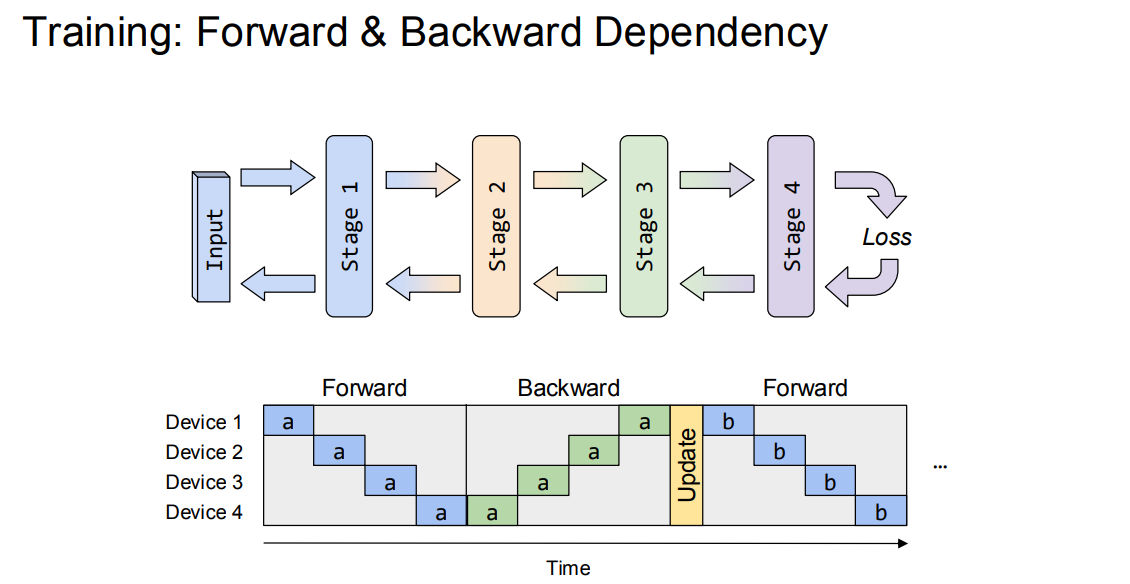 Training: Forward & Backward Dependency
Input
Stage 1
Stage 2
Stage 3
Stage 4
Loss
Forward
Backward
Forward
Device 1
a
a
Update
b
Device 2
a
a
b
Device 3
a
a
b
...
Device 4
a
a
b
Time